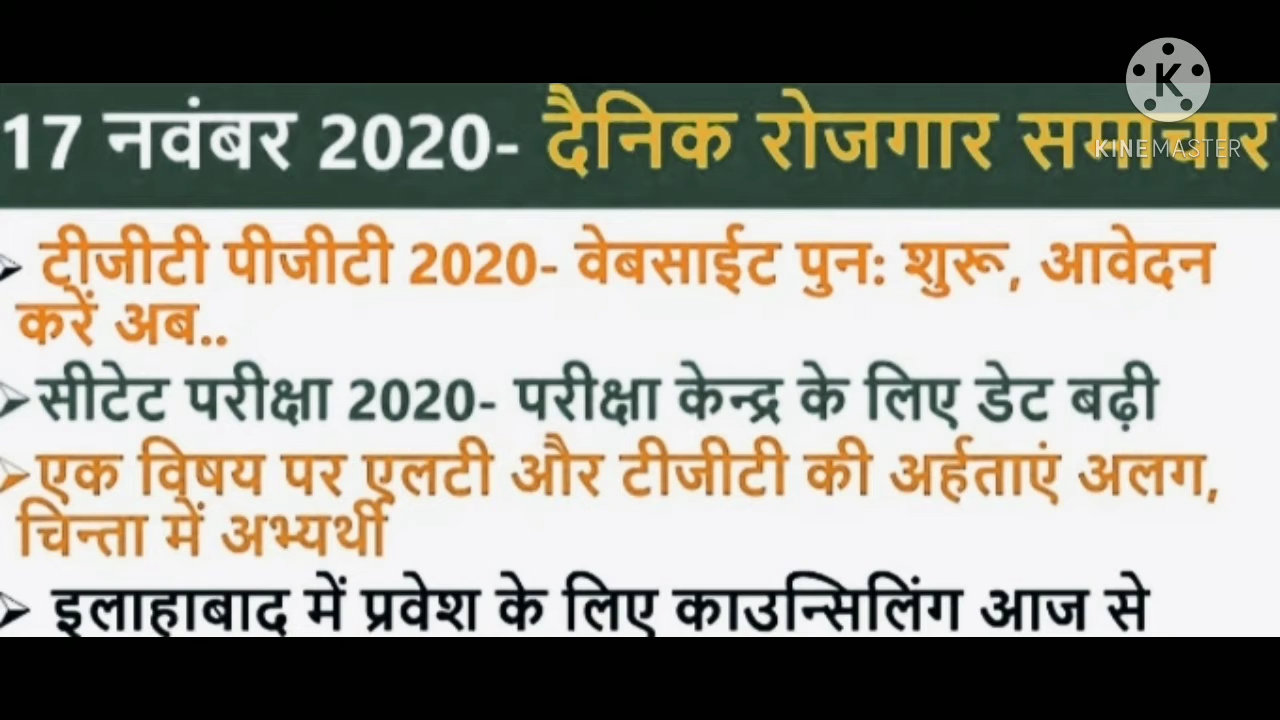 17 नवंबर 2020- दैनिक रोजगार समाचार
KINEMASTER
टीजीटी पीजीटी 2020- वेबसाईट पुन: शुरू, आवेदन
करें अब..
सीटेट परीक्षा 2020- परीक्षा केन्द्र के लिए डेट बढ़ी
एक विषय पर एलटी और टीजीटी की अर्हताएं अलग,
चिन्ता में अभ्यर्थी
इलाहाबाद में प्रवेश के लिए काउन्सिलिंग आज से